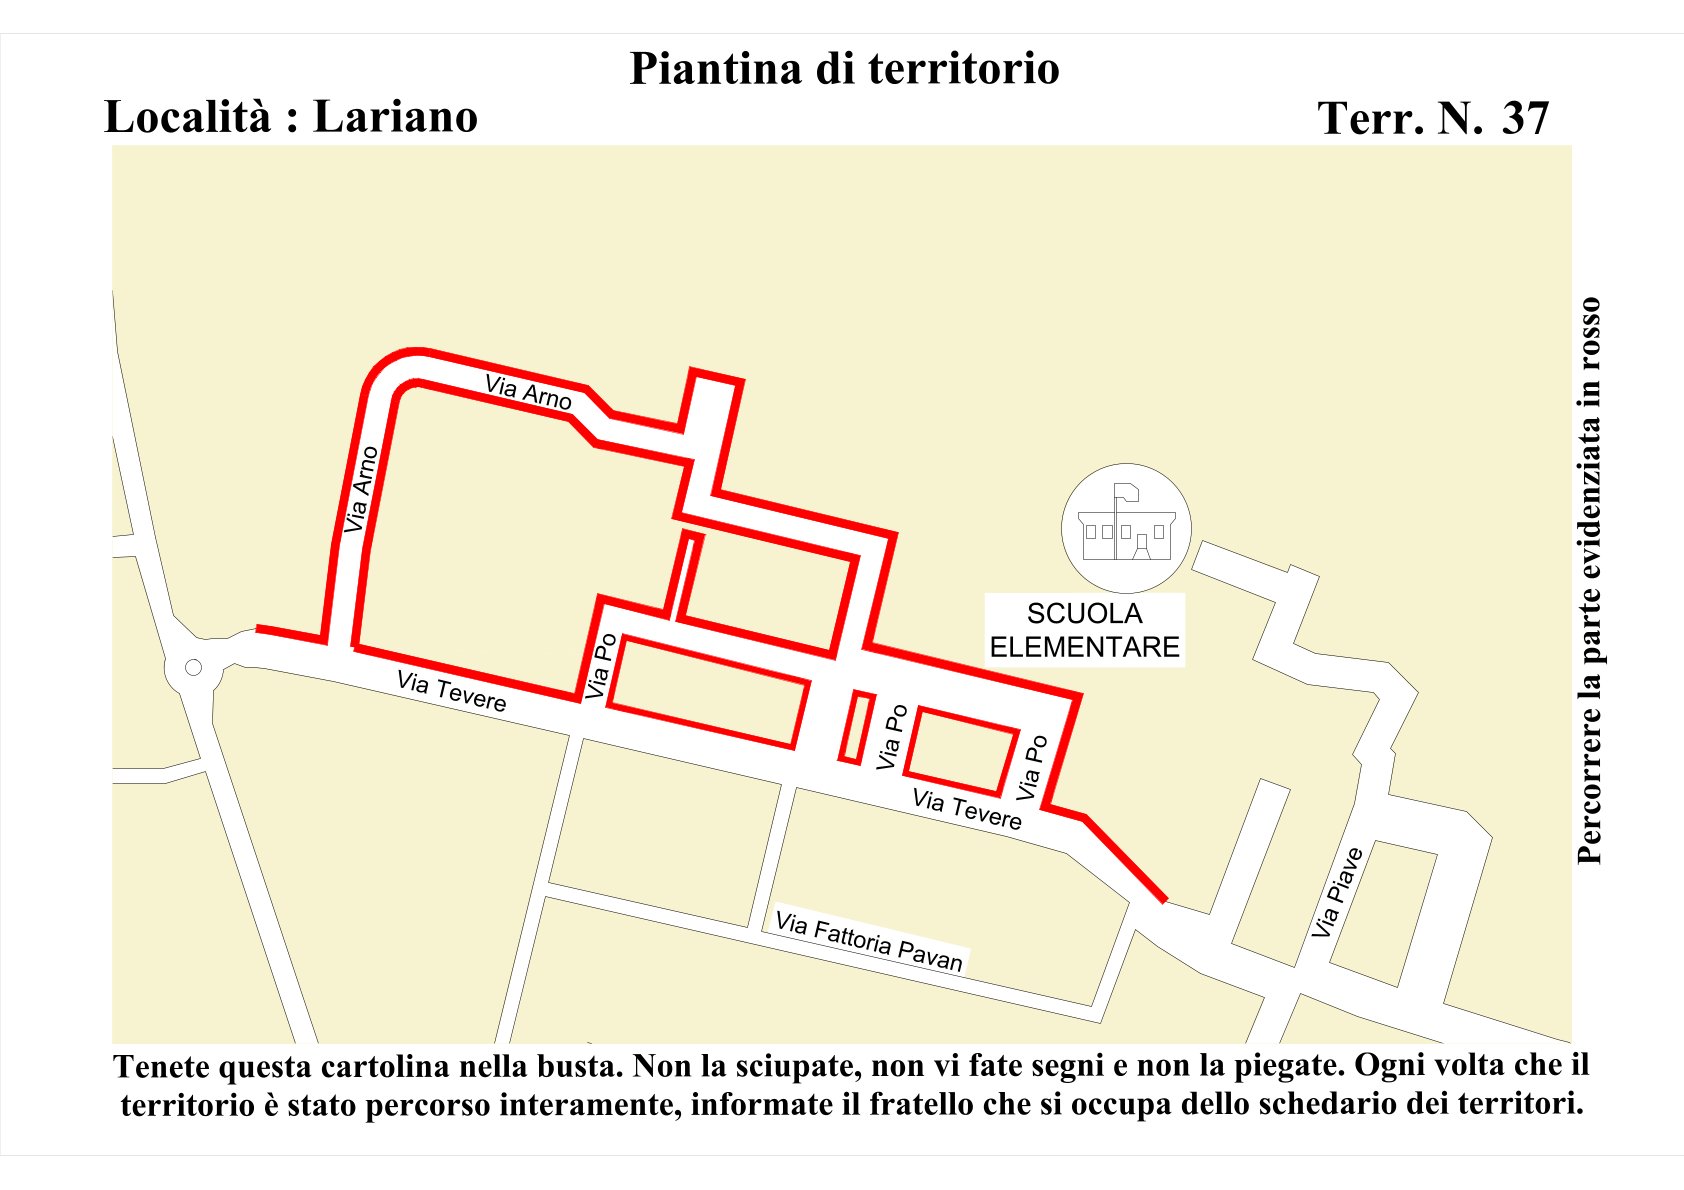 Piantina di territorio
Località : Lariano
Terr. N. 37
Via Arno
Via Arno
Via Po
Via Tevere
Via Po
Via Po
Via Tevere
SCUOLA
ELEMENTARE
Via Piave
Via Fattoria Pavan
Percorrere la parte evidenziata in rosso
Tenete questa cartolina nella busta. Non la sciupate, non vi fate segni e non la piegate. Ogni volta che il
territorio è stato percorso interamente, informate il fratello che si occupa dello schedario dei territori.